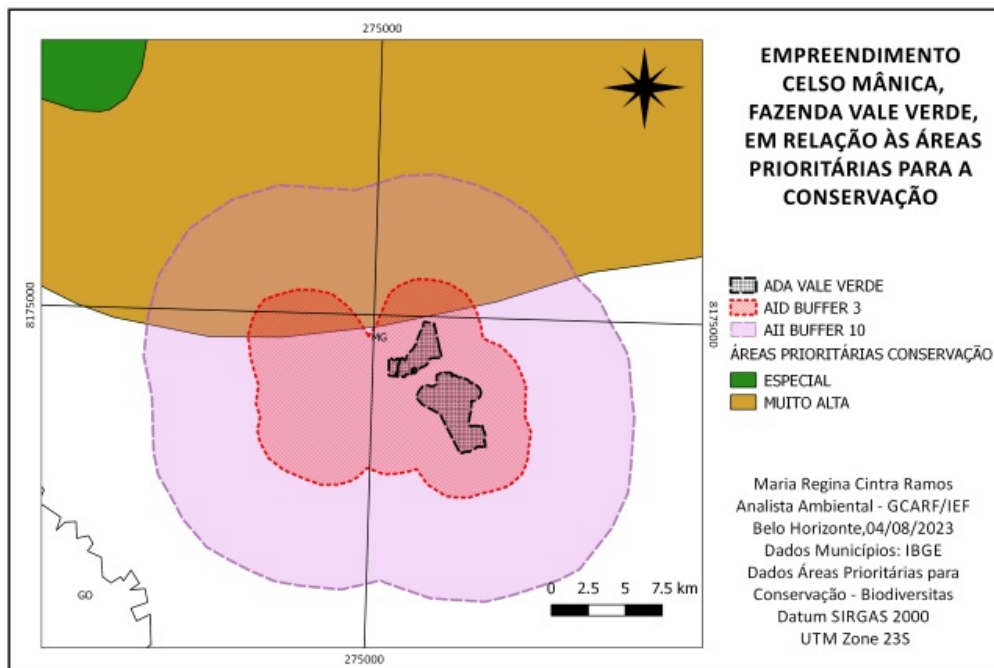 275000
EMPREENDIMENTO
CELSO MÂNICA,
FAZENDA VALE VERDE,
EM RELAÇÃO ÀS ÁREAS
PRIORITÁRIAS PARA A
CONSERVAÇÃO
8175000
8175000
MG
ADA VALE VERDE
AID BUFFER 3
AII BUFFER 10
ÁREAS PRIORITÁRIAS CONSERVAÇÃO
ESPECIAL
MUITO ALTA
Maria Regina Cintra Ramos
Analista Ambiental - GCARF/IEF
Belo Horizonte,04/08/2023
Dados Municípios: IBGE
Dados Áreas Prioritárias para
Conservação - Biodiversitas
Datum SIRGAS 2000
UTM Zone 23S
GO
0 2.5 5 7.5 km
275000